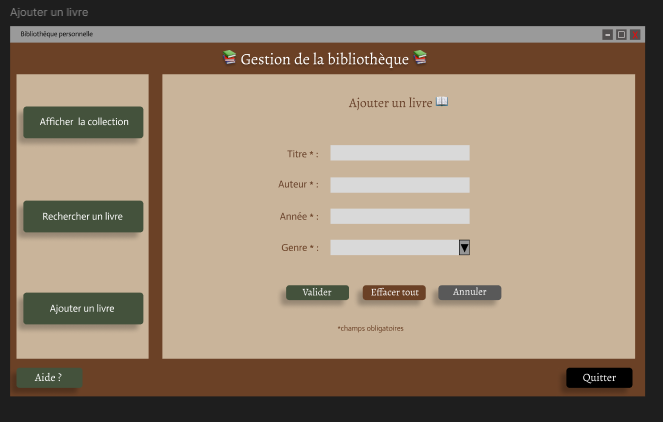 Ajouter un livre
Bibliothèque personnelle
Gestion de la bibliothèque
Afficher la collection
Rechercher un livre
Ajouter un livre
Ajouter un livre
Titre * :
Auteur * :
Année * :
Genre * :
Valider
Effacer tout
Annuler
*champs obligatoires
Aide ?
Quitter